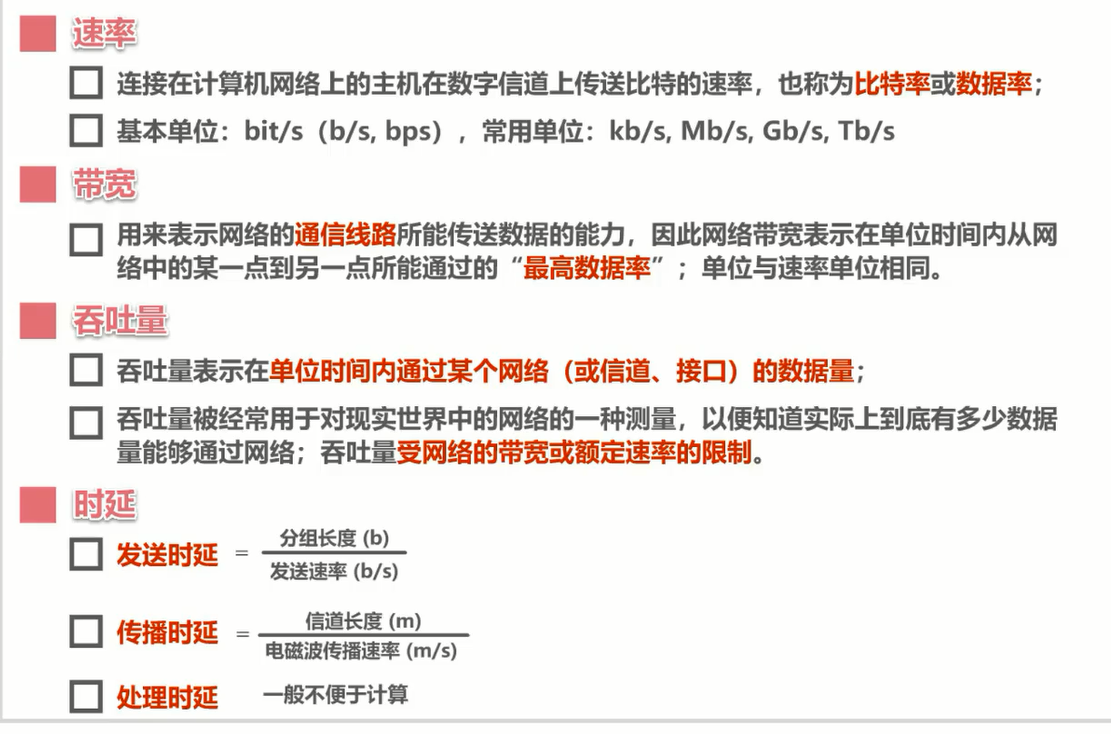 速率
连接在计算机网络上的主机在数字信道上传送比特的速率，也称为比特率或数据率；
基本单位：bit/s（b/s, bps），常用单位：kb/s, Mb/s, Gb/s, Tb/s
带宽
用来表示网络的通信线路所能传送数据的能力，因此网络带宽表示在单位时间内从网
络中的某一点到另一点所能通过的“最高数据率”；单位与速率单位相同。
吞吐量
吞吐量表示在单位时间内通过某个网络（或信道、接口）的数据量；
吞吐量被经常用于对现实世界中的网络的一种测量，以便知道实际上到底有多少数据
量能够通过网络；吞吐量受网络的带宽或额定速率的限制。
时延
分组长度 (b)
发送时延 =
发送速率 (b/s)
信道长度 (m)
传播时延 =
电磁波传播速率 (m/s)
处理时延 一般不便于计算